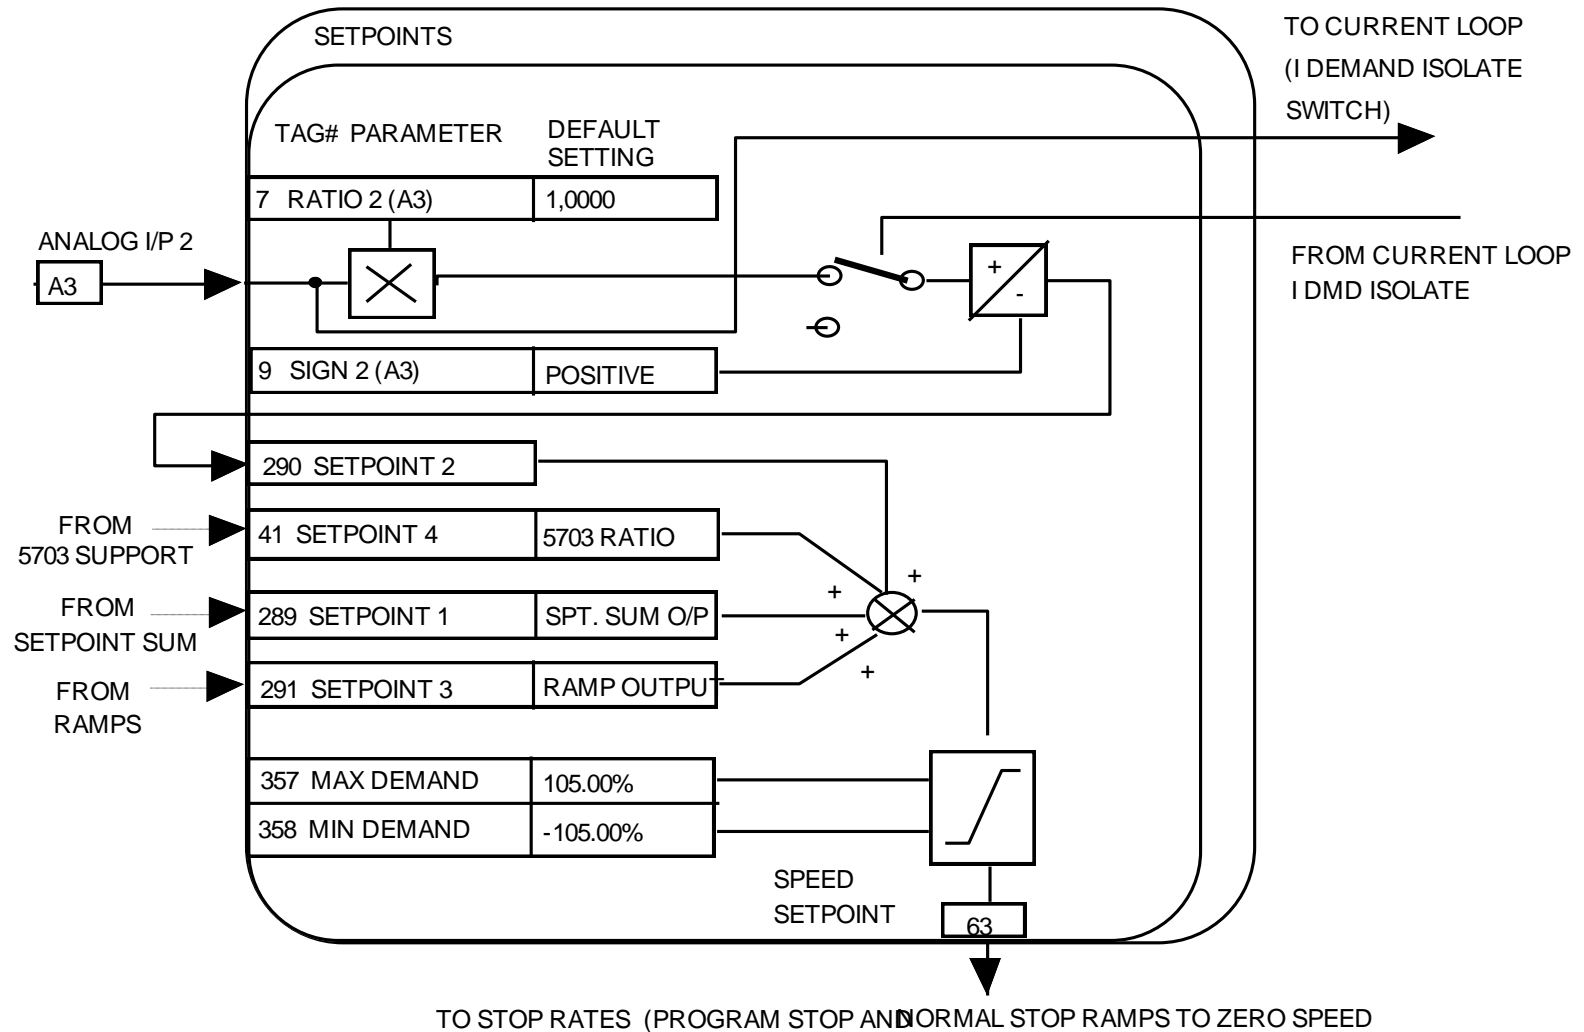 SETPOINTS
TO CURRENT LOOP
(I DEMAND ISOLATE
SWITCH)
TAG# PARAMETER
DEFAULT
SETTING
7 RATIO 2 (A3)
1,0000
ANALOG I/P 2
A3
+
-
FROM CURRENT LOOP
I DMD ISOLATE
9 SIGN 2 (A3)
POSITIVE
290 SETPOINT 2
FROM
5703 SUPPORT
41 SETPOINT 4
5703 RATIO
+
+
FROM
SETPOINT SUM
289 SETPOINT 1
SPT. SUM O/P
+
+
FROM
RAMPS
291 SETPOINT 3
RAMP OUTPUT
357 MAX DEMAND
105.00%
358 MIN DEMAND
-105.00%
SPEED
SETPOINT
63
TO STOP RATES (PROGRAM STOP AND NORMAL STOP RAMPS TO ZERO SPEED